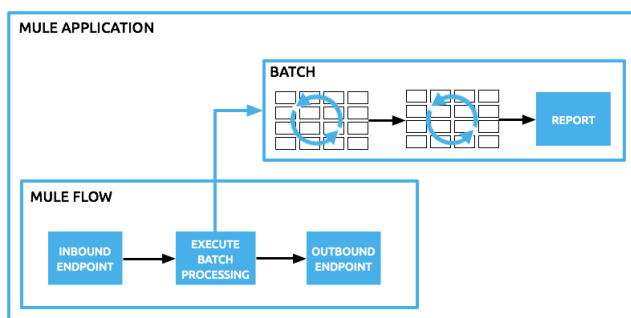 MULE APPLICATION
BATCH
REPORT
MULE FLOW
INBOUND
ENDPOINT
EXECUTE
BATCH
PROCESSING
OUTBOUND
ENDPOINT